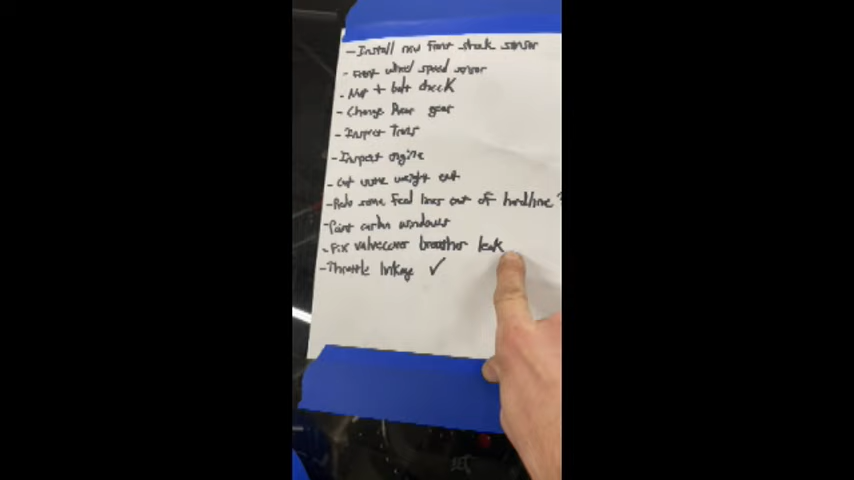 - Install new front shock sensor
- Front wheel speed sensor
- Nut + bolt check
- Change Rear gear
- Inspect Trans
- Inspect engine
- Cut some weight out
- Redo some fuel lines out of hardline?
- Paint carbon windows
- Fix valvecover breather leak
- Throttle linkage ✓